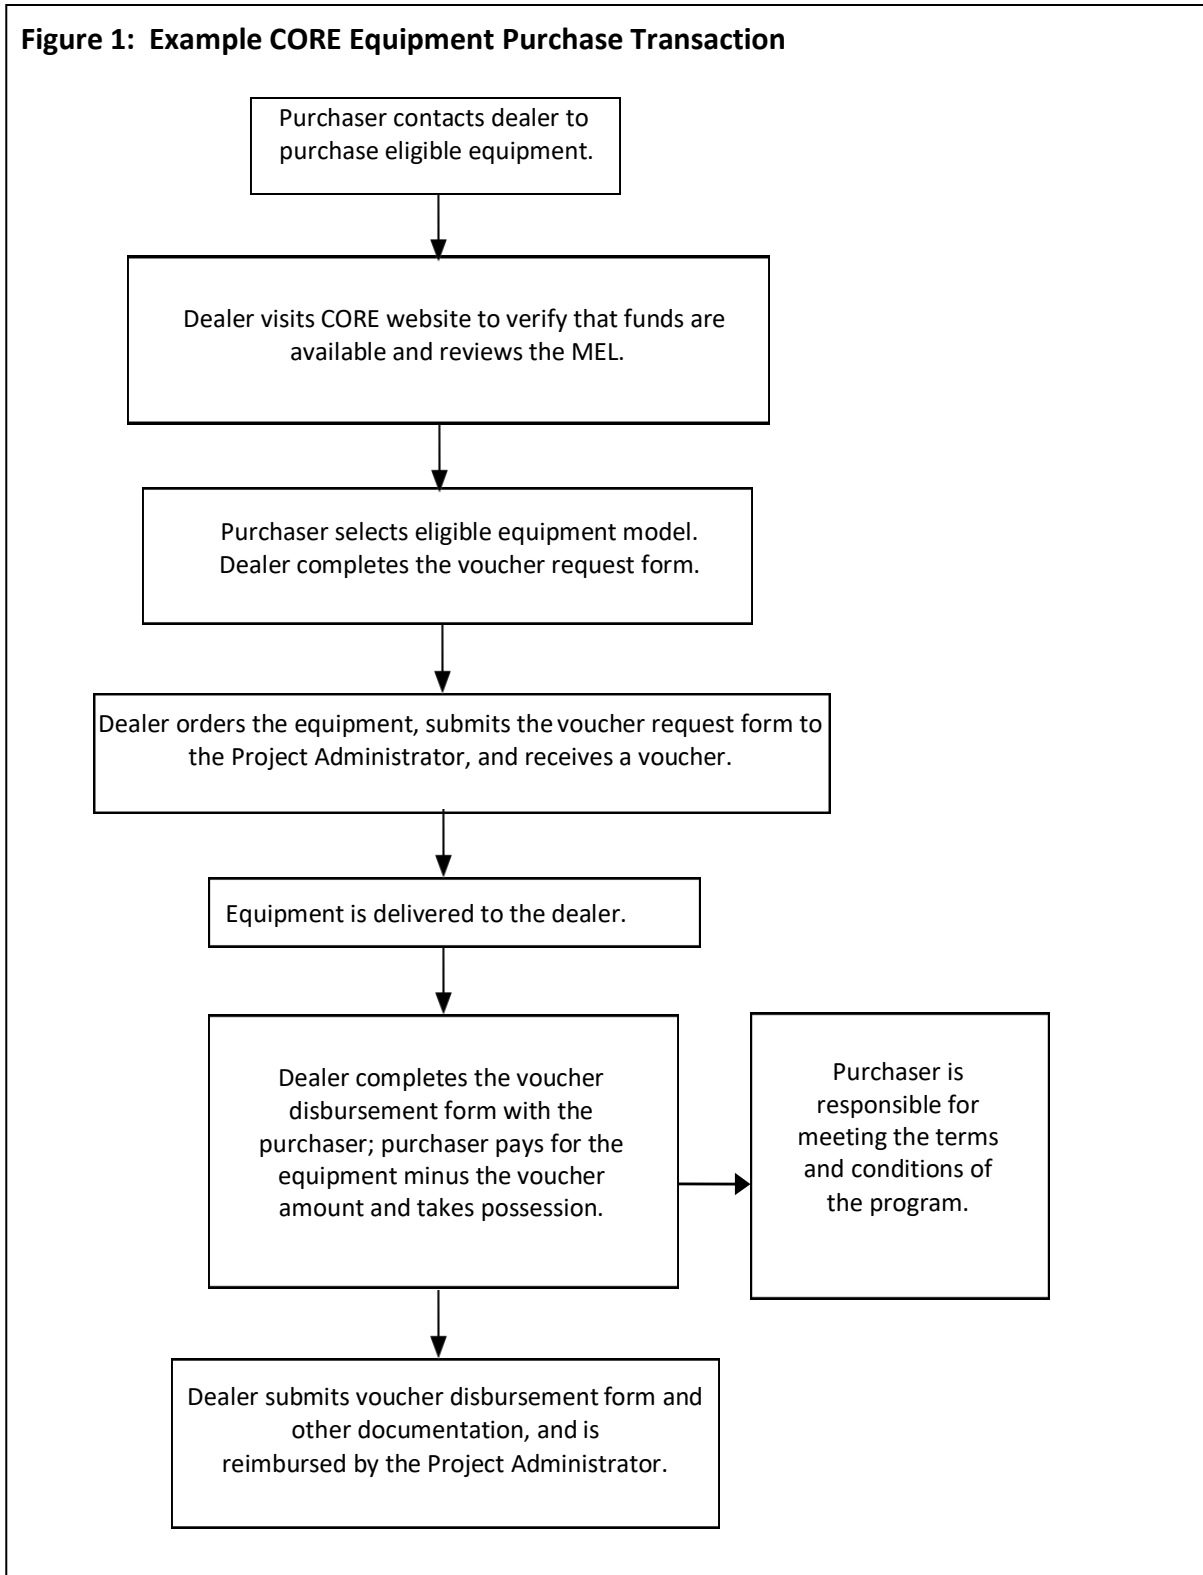 Figure 1:  Example CORE Equipment Purchase Transaction
Purchaser contacts dealer to
purchase eligible equipment.
Dealer visits CORE website to verify that funds are
available and reviews the MEL.
Purchaser selects eligible equipment model.
Dealer completes the voucher request form.
Dealer orders the equipment, submits the voucher request form to
the Project Administrator, and receives a voucher.
Equipment is delivered to the dealer.
Dealer completes the voucher
disbursement form with the
purchaser; purchaser pays for the
equipment minus the voucher
amount and takes possession.
Purchaser is
responsible for
meeting the terms
and conditions of
the program.
Dealer submits voucher disbursement form and
other documentation, and is
reimbursed by the Project Administrator.